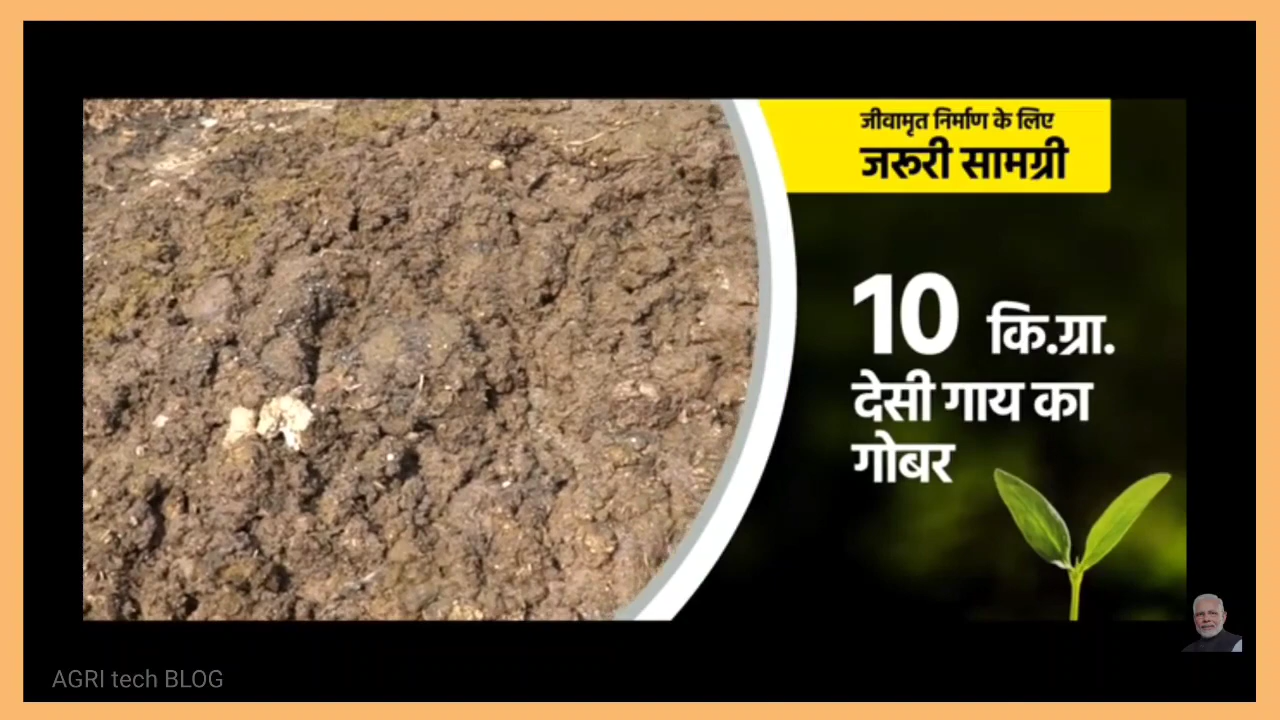 जीवामृत निर्माण के लिए
जरूरी सामग्री
10 कि.ग्रा.
देसी गाय का
गोबर
AGRI tech BLOG